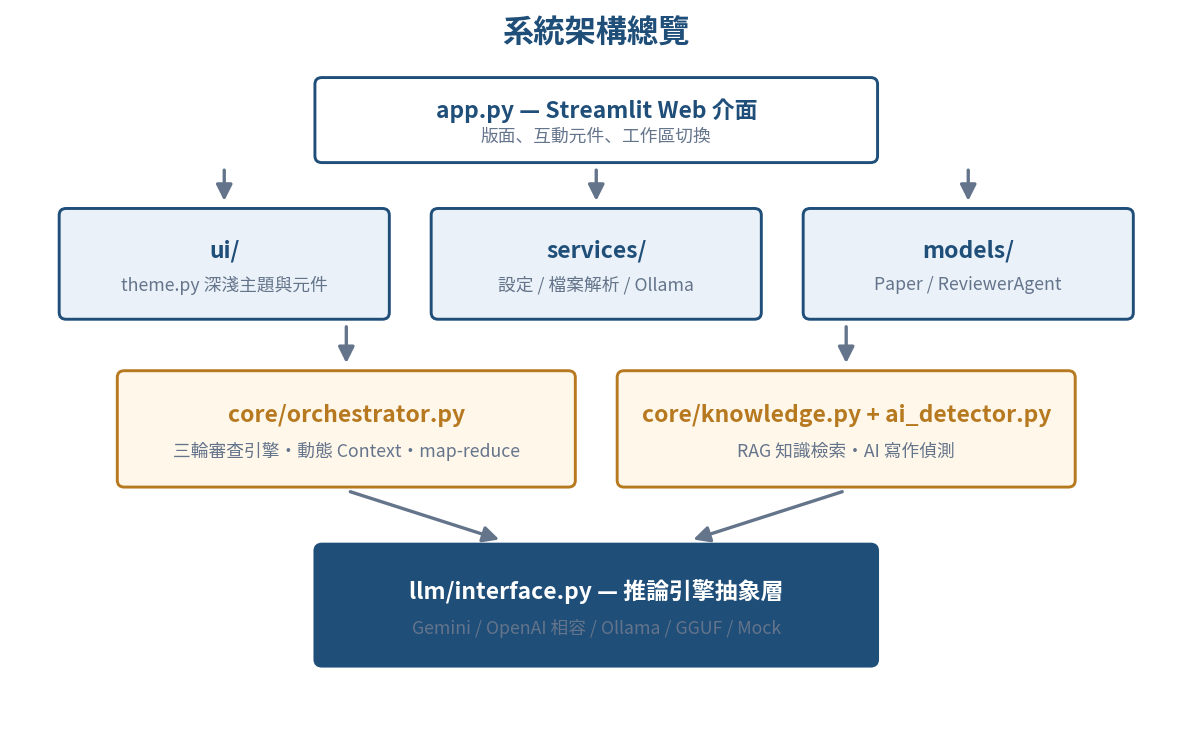 系統架構總覽
app.py — Streamlit Web 介面
版面、互動元件、工作區切換
ui/
theme.py 深淺主題與元件
services/
設定 / 檔案解析 / Ollama
models/
Paper / ReviewerAgent
core/orchestrator.py
三輪審查引擎・動態 Context・map-reduce
core/knowledge.py + ai_detector.py
RAG 知識檢索・AI 寫作偵測
llm/interface.py — 推論引擎抽象層
Gemini / OpenAI 相容 / Ollama / GGUF / Mock